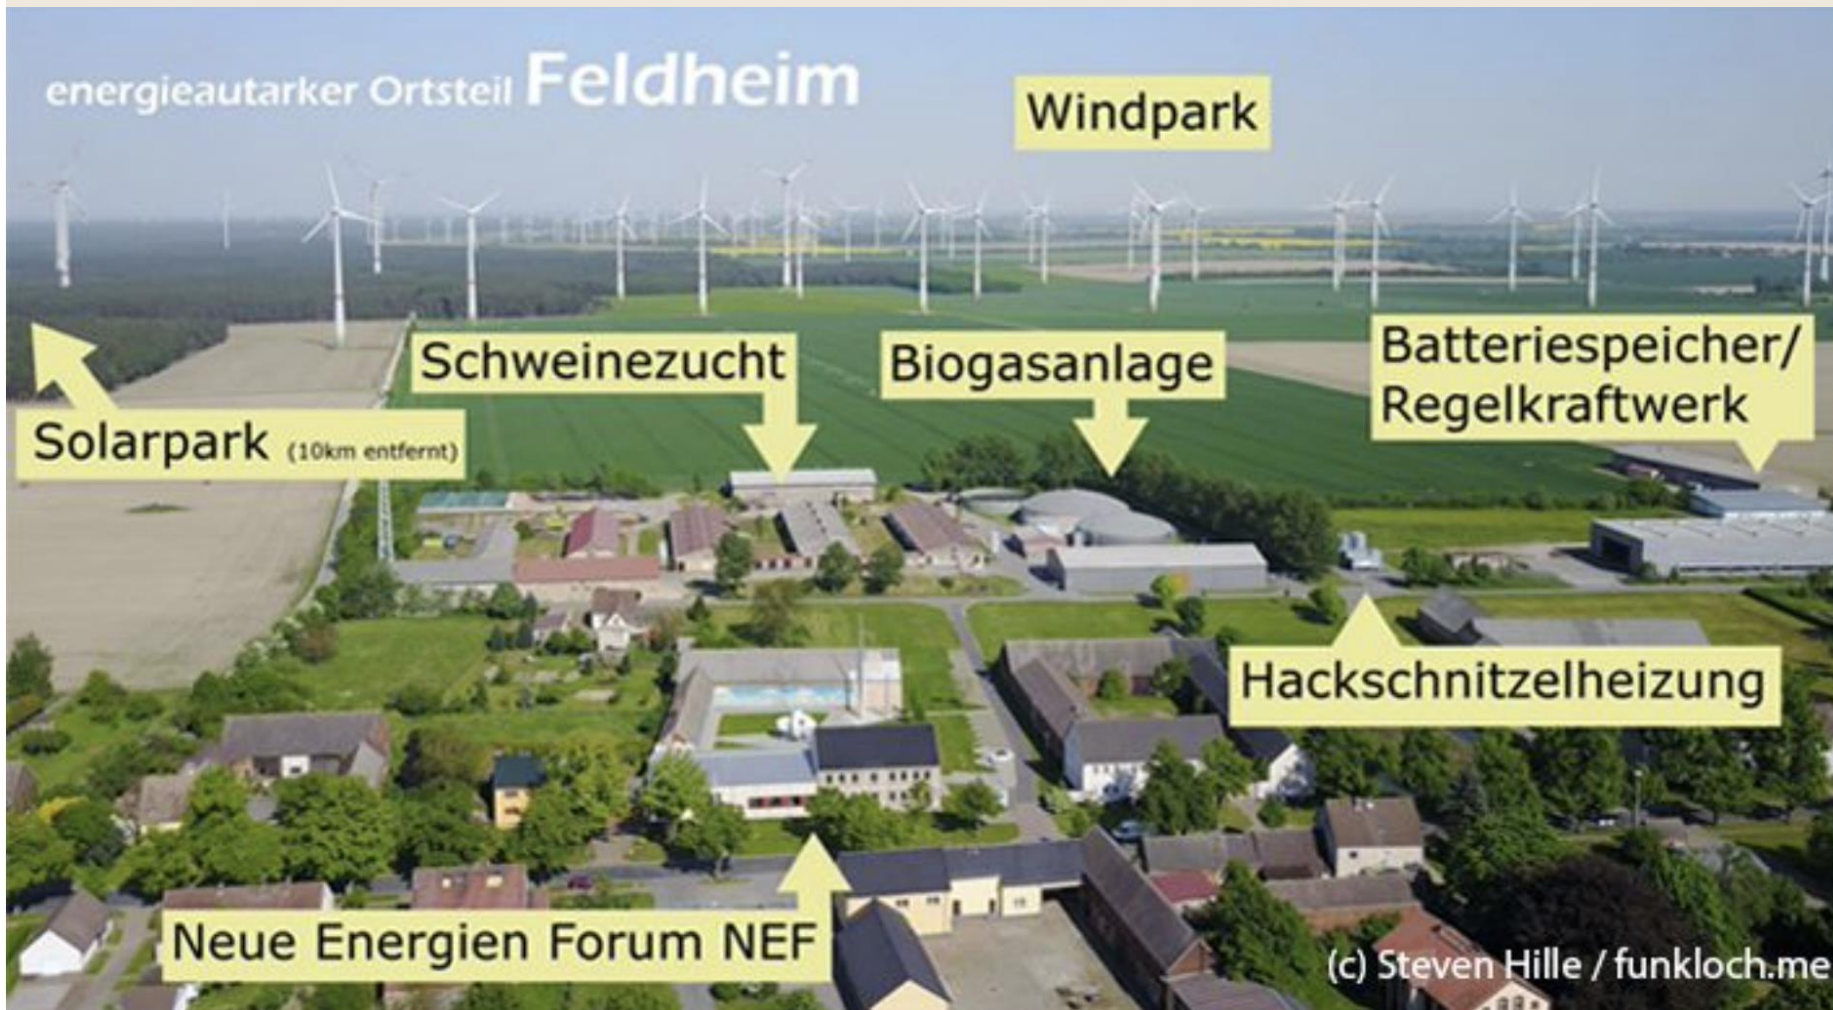 energieautarker Ortsteil Feldheim
Windpark
Schweinezucht
Biogasanlage
Batteriespeicher/
Regelkraftwerk
Solarpark (10km entfernt)
Hackschnitzelheizung
Neue Energien Forum NEF
(c) Steven Hille / funkloch.me